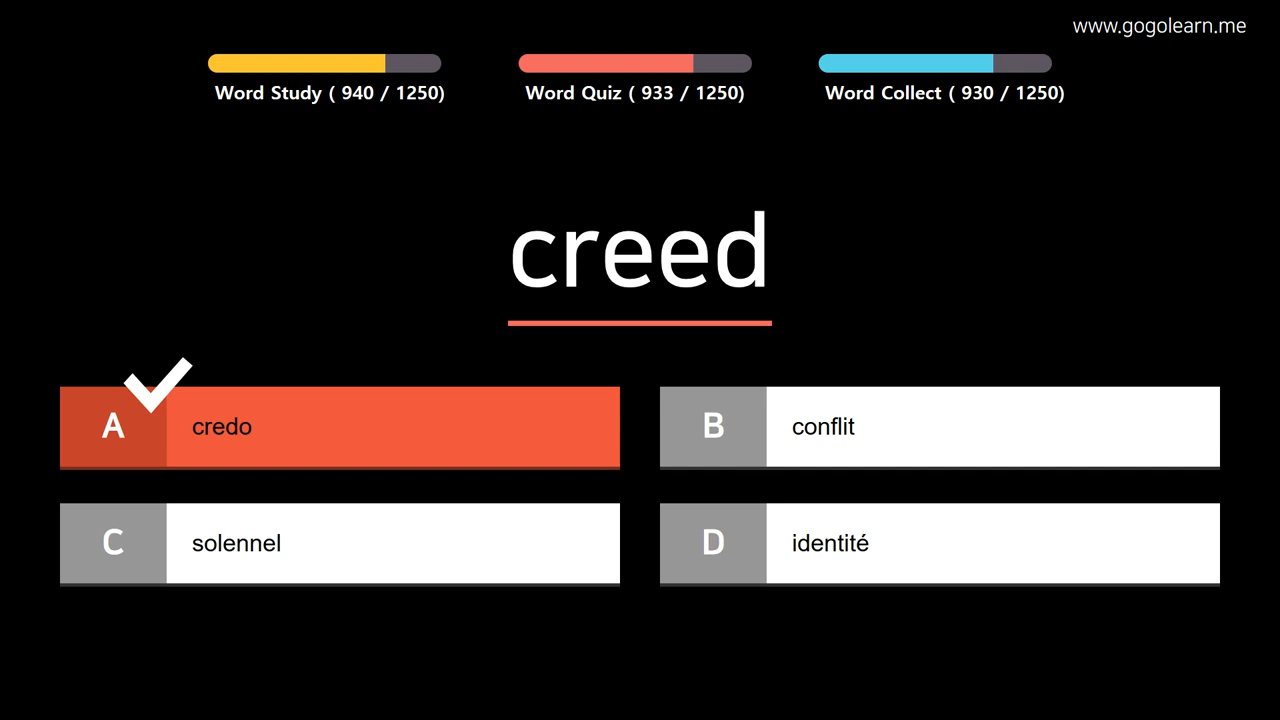 www.gogolearn.me
Word Study ( 940 / 1250)
Word Quiz ( 933 / 1250)
Word Collect ( 930 / 1250)
creed
A credo
B conflit
C solennel
D identité